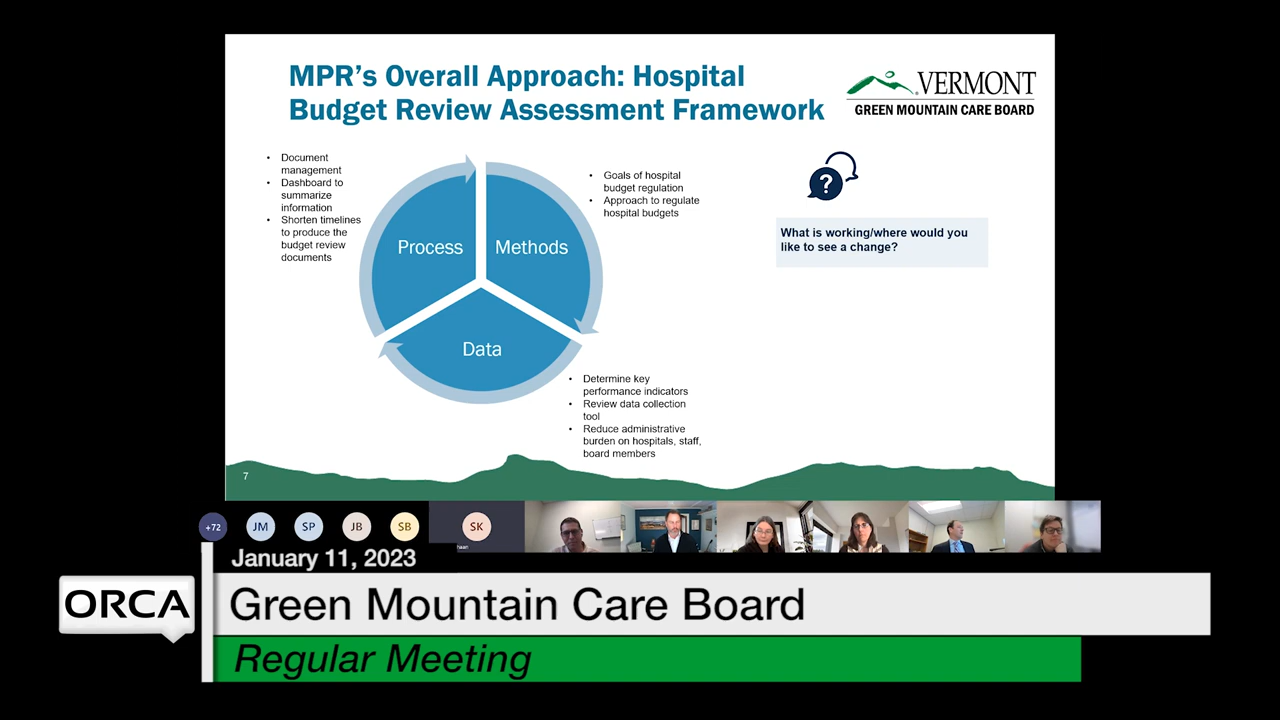 MPR's Overall Approach: Hospital
Budget Review Assessment Framework
VERMONT
GREEN MOUNTAIN CARE BOARD
• Document
management
• Dashboard to
summarize
information
• Shorten timelines
to produce the
budget review
documents
Process
Methods
Data
• Goals of hospital
budget regulation
• Approach to regulate
hospital budgets
?
What is working/where would you
like to see a change?
• Determine key
performance indicators
• Review data collection
tool
• Reduce administrative
burden on hospitals, staff,
board members
7
+72
JM
SP
JB
SB
SK
January 11, 2023
ORCA
Green Mountain Care Board
Regular Meeting